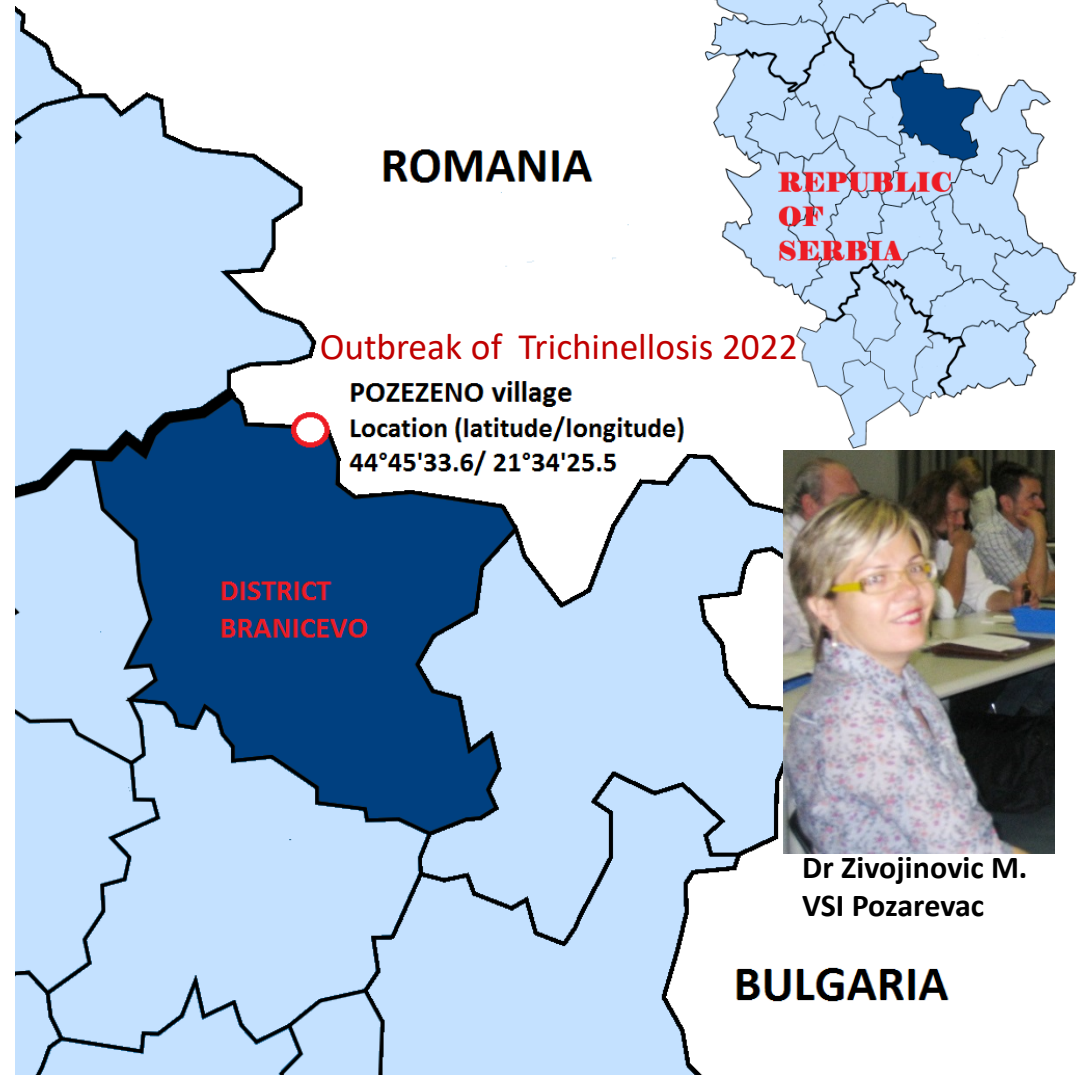 ROMANIA
REPUBLIC
OF
SERBIA
Outbreak of Trichinellosis 2022
POZEZENO village
Location (latitude/longitude)
44°45'33.6/ 21°34'25.5
DISTRICT
BRANICEVO
Dr Zivojinovic M.
VSI Pozarevac
BULGARIA